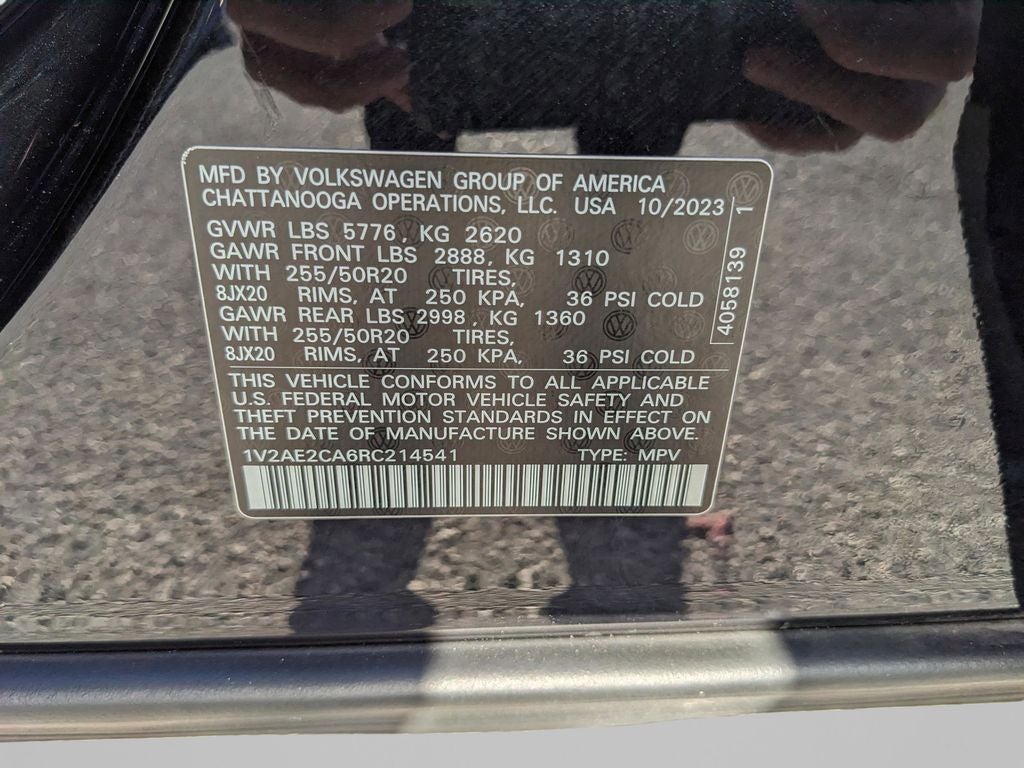 MFD BY VOLKSWAGEN GROUP OF AMERICA
CHATTANOOGA OPERATIONS, LLC. USA 10/2023
GVWR LBS 5776, KG 2620
GAWR FRONT LBS 2888, KG 1310
WITH 255/50R20 TIRES,
8JX20 RIMS, AT 250 KPA, 36 PSI COLD
GAWR REAR LBS 2998, KG 1360
WITH 255/50R20 TIRES,
8JX20 RIMS, AT 250 KPA, 36 PSI COLD
4058139 1
THIS VEHICLE CONFORMS TO ALL APPLICABLE
U.S. FEDERAL MOTOR VEHICLE SAFETY AND
THEFT PREVENTION STANDARDS IN EFFECT ON
THE DATE OF MANUFACTURE SHOWN ABOVE.
1V2AE2CA6RC214541 TYPE: MPV